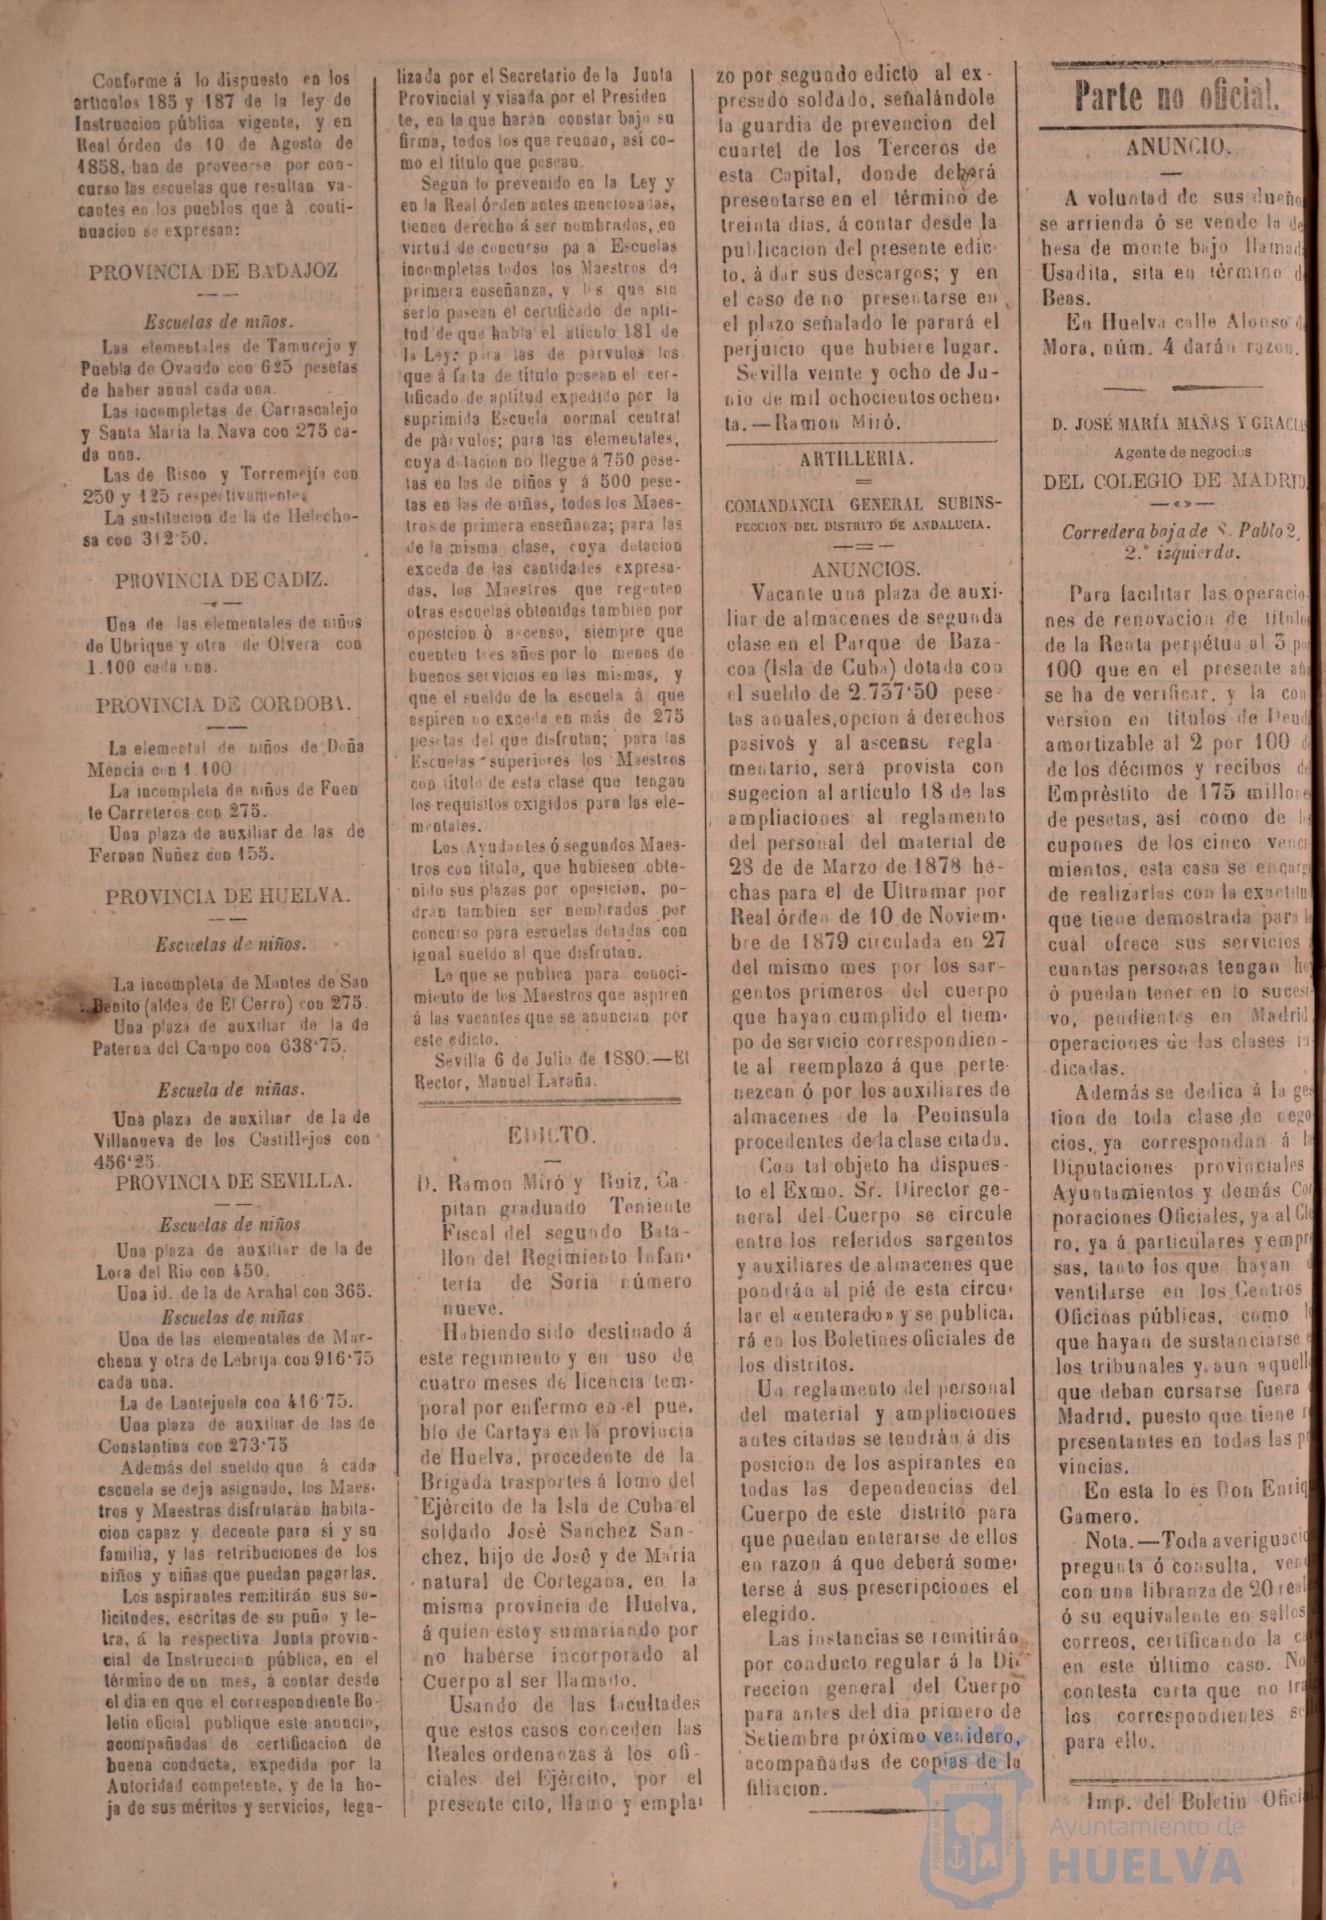 Conforme á lo dispuesto en los
articulos 185 y 187 de la ley de
Instruccion pública vigente, y en
Real órden de 10 de Agosto de
1858, han de proveerse por con-
curso las escuelas que resultan va-
cantes en los pueblos que á conti-
nuacion se expresan:
PROVINCIA DE BADAJOZ
Escuelas de niños.
Las elementales de Tamurejo y
Puebla de Ovando con 625 pesetas
de haber anual cada una.
Las incompletas de Carrascalejo
y Santa Maria la Nava con 275 ca-
da una.
Las de Risco y Torremejía con
250 y 125 respectivamente.
La sustitucion de la de Helecho-
sa con 312'50.
PROVINCIA DE CADIZ.
Una de las elementales de niños
de Ubrique y otra de Olvera con
1.100 cada una.
PROVINCIA DE CORDOBA.
La elemental de niños de Doña
Mencia con 1.100
La incompleta de niños de Fuen
te Carreteros con 275.
Una plaza de auxiliar de las de
Fernan Nuñez con 155.
PROVINCIA DE HUELVA.
Escuelas de niños.
La incompleta de Montes de San
Benito (aldea de El Cerro) con 275.
Una plaza de auxiliar de la de
Paterna del Campo con 638'75.
Escuela de niñas.
Una plaza de auxiliar de la de
Villanueva de los Castillejos con
456'25.
PROVINCIA DE SEVILLA.
Escuelas de niños
Una plaza de auxiliar de la de
Lora del Rio con 450.
Una id. de la de Arahal con 365.
Escuelas de niñas
Una de las elementales de Mar-
chena y otra de Lebrija con 916'75
cada una.
La de Lantejuela con 416'75.
Una plaza de auxiliar de las de
Constantina con 273'75
Además del sueldo que á cada
escuela se deja asignado, los Maes-
tros y Maestras disfrutarán habita-
cion capaz y decente para sí y su
familia, y las retribuciones de los
niños y niñas que puedan pagarlas.
Los aspirantes remitirán sus so-
licitudes, escritas de su puño y le-
tra, á la respectiva Junta provin-
cial de Instruccion pública, en el
término de un mes, á contar desde
el dia en que el correspondiente Bo-
letin oficial publique este anuncio,
acompañadas de certificacion de
buena conducta, expedida por la
Autoridad competente, y de la ho-
ja de sus méritos y servicios, lega-
lizada por el Secretario de la Junta
Provincial y visada por el Presiden
te, en la que harán constar bajo su
firma, todos los que reunan, asi co-
mo el título que posean.
Segun lo prevenido en la Ley y
en la Real órden antes mencionadas,
tienen derecho á ser nombrados, en
virtud de concurso pa a Escuelas
incompletas todos los Maestros de
primera enseñanza, y los que sin
serlo posean el certificado de apti-
tud de que habla el atículo 181 de
la Ley: para las de párvulos los
que á falta de título posean el cer-
tificado de aptitud expedido por la
suprimida Escuela normal central
de párvulos; para las elementales,
cuya dotacion no llegue á 750 pese-
tas en las de niños y á 500 pese-
tas en las de niñas, todos los Maes-
tros de primera enseñanza; para las
de la misma clase, cuya dotacion
exceda de las cantidades expresa-
das, los Maestros que regenten
otras escuelas obtenidas tambien por
oposicion ó ascenso, siempre que
cuenten tres años por lo menos de
buenos servicios en las mismas, y
que el sueldo de la escuela á que
aspiren no exceda en más de 275
pesetas del que disfrutan; para las
Escuelas superiores los Maestros
con título de esta clase que tengan
los requisitos oxigidos para las ele-
mentales.
Los Ayudantes ó segundos Maes-
tros con título, que hubiesen obte-
nido sus plazas por oposicion, po-
drán tambien ser nombrados por
concurso para escuelas dotadas con
igual sueldo al que disfrutan.
Lo que se publica para conoci-
miento de los Maestros que aspiren
á las vacantes que se anuncian por
este edicto.
Sevilla 6 de Julio de 1880.—El
Rector, Manuel Laraña.
EDICTO.
D. Ramon Miró y Ruiz, Ca-
pitan graduado Teniente
Fiscal del segundo Bata-
llon del Regimiento Infan-
tería de Soria número
nueve.
Habiendo sido destinado á
este regimiento y en uso de
cuatro meses de licencia tem-
poral por enfermo en el pue-
blo de Cartaya en la provincia
de Huelva, procedente de la
Brigada trasportes á lomo del
Ejército de la Isla de Cuba el
soldado José Sanchez San-
chez, hijo de José y de María
natural de Cortegana, en la
misma provincia de Huelva,
á quien estoy sumariando por
no haberse incorporado al
Cuerpo al ser llamado.
Usando de las facultades
que estos casos conceden las
Reales ordenanzas á los ofi-
ciales del Ejército, por el
presente cito, llamo y empla-
zo por segundo edicto al ex-
presado soldado, señalándole
la guardia de prevencion del
cuartel de los Terceros de
esta Capital, donde deberá
presentarse en el término de
treinta dias, á contar desde la
publicacion del presente edic-
to, á dar sus descargos; y en
el caso de no presentarse en
el plazo señalado le parará el
perjuicio que hubiere lugar.
Sevilla veinte y ocho de Ju-
nio de mil ochocientos ochen-
ta.—Ramon Miró.
ARTILLERIA.
COMANDANCIA GENERAL SUBINS-
PECCION DEL DISTRITO DE ANDALUCIA.
ANUNCIOS.
Vacante una plaza de auxi-
liar de almacenes de segunda
clase en el Parque de Baza-
coa (Isla de Cuba) dotada con
el sueldo de 2.737'50 pese-
tas anuales, opcion á derechos
pasivos y al ascenso regla-
mentario, será provista con
sugecion al artículo 18 de las
ampliaciones al reglamento
del personal del material de
28 de de Marzo de 1878 he-
chas para el de Ultramar por
Real órden de 10 de Noviem-
bre de 1879 circulada en 27
del mismo mes por los sar-
gentos primeros del cuerpo
que hayan cumplido el tiem-
po de servicio correspondien-
te al reemplazo á que perte-
nezcan ó por los auxiliares de
almacenes de la Península
procedentes de la clase citada.
Con tal objeto ha dispues-
to el Exmo. Sr. Director ge-
neral del Cuerpo se circule
entre los referidos sargentos
y auxiliares de almacenes que
pondrán al pié de esta circu-
lar el «enterado» y se publica-
rá en los Boletines oficiales de
los distritos.
Un reglamento del personal
del material y ampliaciones
antes citadas se tendrán á dis
posicion de los aspirantes en
todas las dependencias del
Cuerpo de este distrito para
que puedan enterarse de ellos
en razon á que deberá some-
terse á sus prescripciones el
elegido.
Las instancias se remitirán
por conducto regular á la Di-
reccion general del Cuerpo
para antes del dia primero de
Setiembre próximo venidero,
acompañadas de copias de la
filiacion.
Parte no oficial.
ANUNCIO.
A voluntad de sus dueños
se arrienda ó se vende la de
hesa de monte bajo llamad
Usadita, sita en término d
Beas.
En Huelva calle Alonso d
Mora, núm. 4 darán razon.
D. JOSÉ MARÍA MAÑAS Y GRACIA
Agente de negocios
DEL COLEGIO DE MADRID.
«»
Corredera baja de S. Pablo 2,
2.º izquierda.
Para facilitar las operacio-
nes de renovacion de titulos
de la Renta perpétua al 3 po
100 que en el presente añ
se ha de verificar, y la con
version en titulos de Deud
amortizable al 2 por 100 d
de los décimos y recibos de
Empréstito de 175 millone
de pesetas, así como de l
cupones de los cinco venci-
mientos, esta casa se encarg
de realizarlas con la exactitu
que tiene demostrada para l
cual ofrece sus servicios
cuantas personas tengan ho
ó puedan tener en lo sucesi-
vo, pendientes en Madrid
operaciones de las clases in
dicadas.
Además se dedica á la ges
tion de toda clase de nego
cios, ya correspondan á l
Diputaciones provinciales
Ayuntamientos y demás Co
poraciones Oficiales, ya al Cle
ro, ya á particulares y empr
sas, tanto los que hayan
ventilarse en los Centros
Oficinas públicas, como l
que hayan de sustanciarse e
los tribunales y aun aquell
que deban cursarse fuera
Madrid, puesto que tiene r
presentantes en todas las p
vincias.
En esta lo es Don Enriq
Gamero.
Nota.—Toda averiguacio
pregunta ó consulta, ven
con una libranza de 20 real
ó su equivalente en sellos
correos, certificando la ca
en este último caso. No
contesta carta que no tra
los correspondientes se
para ello.
Imp. del Boletin Ofici
Ayuntamiento de
HUELVA